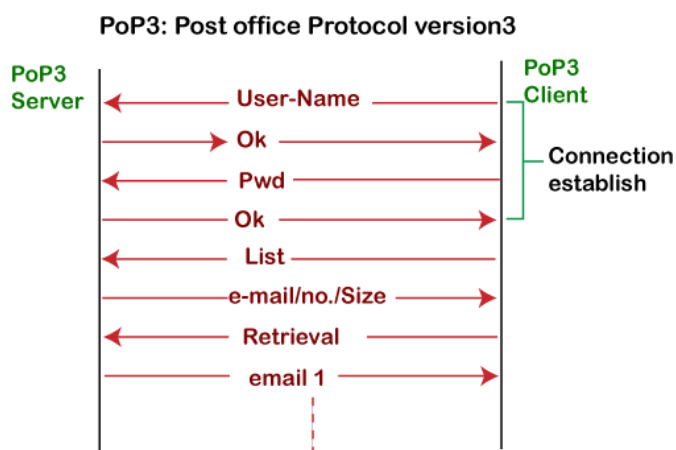 PoP3: Post office Protocol version3
PoP3
Server
PoP3
Client
User-Name
Ok
Pwd
Ok
Connection
establish
List
e-mail/no./Size
Retrieval
email 1